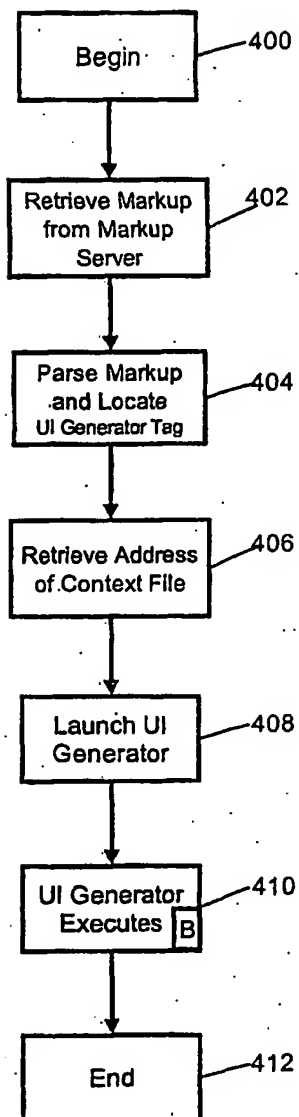 Begin
400
Retrieve Markup
from Markup
Server
402
Parse Markup
and Locate
UI Generator Tag
404
Retrieve Address
of Context File
406
Launch UI
Generator
408
UI Generator
Executes
B
410
End
412